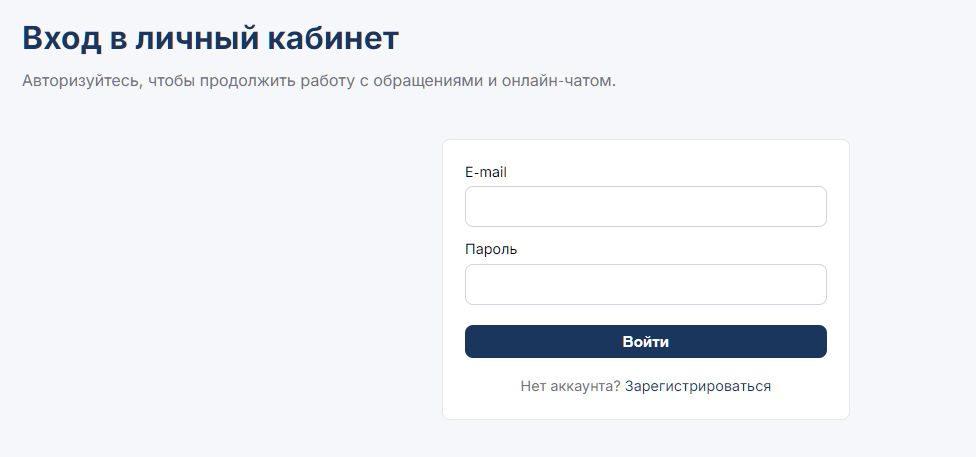 Вход в личный кабинет
Авторизуйтесь, чтобы продолжить работу с обращениями и онлайн-чатом.
E-mail
Пароль
Войти
Нет аккаунта? Зарегистрироваться